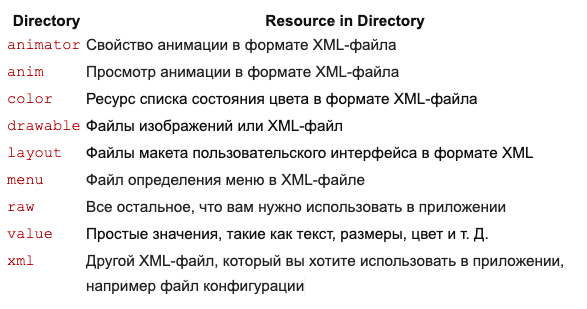 Directory Resource in Directory
animator Свойство анимации в формате XML-файла
anim Просмотр анимации в формате XML-файла
color Ресурс списка состояния цвета в формате XML-файла
drawable Файлы изображений или XML-файл
layout Файлы макета пользовательского интерфейса в формате XML
menu Файл определения меню в XML-файле
raw Все остальное, что вам нужно использовать в приложении
value Простые значения, такие как текст, размеры, цвет и т. Д.
xml Другой XML-файл, который вы хотите использовать в приложении,
например файл конфигурации